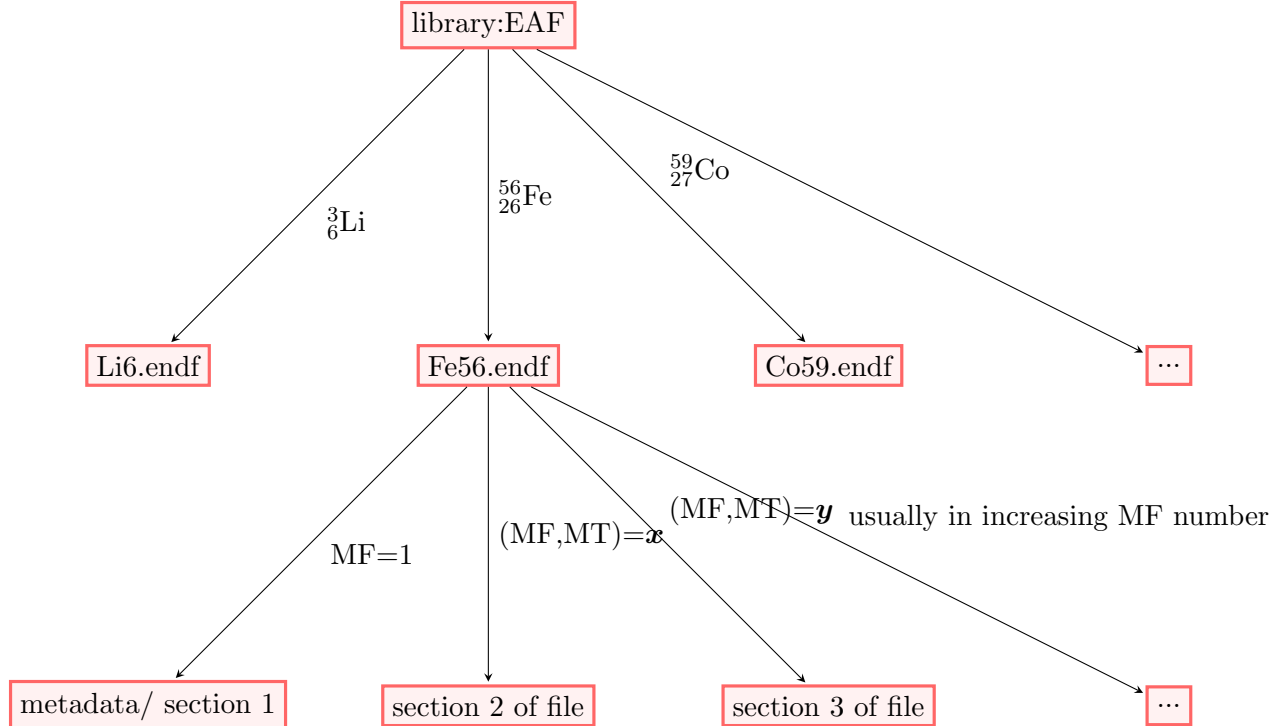 library:EAF
⁵⁹₂₇Co
⁵⁶₂₆Fe
³₆Li
Li6.endf
Fe56.endf
Co59.endf
...
(MF,MT)=y
usually in increasing MF number
(MF,MT)=x
MF=1
metadata/ section 1
section 2 of file
section 3 of file
...